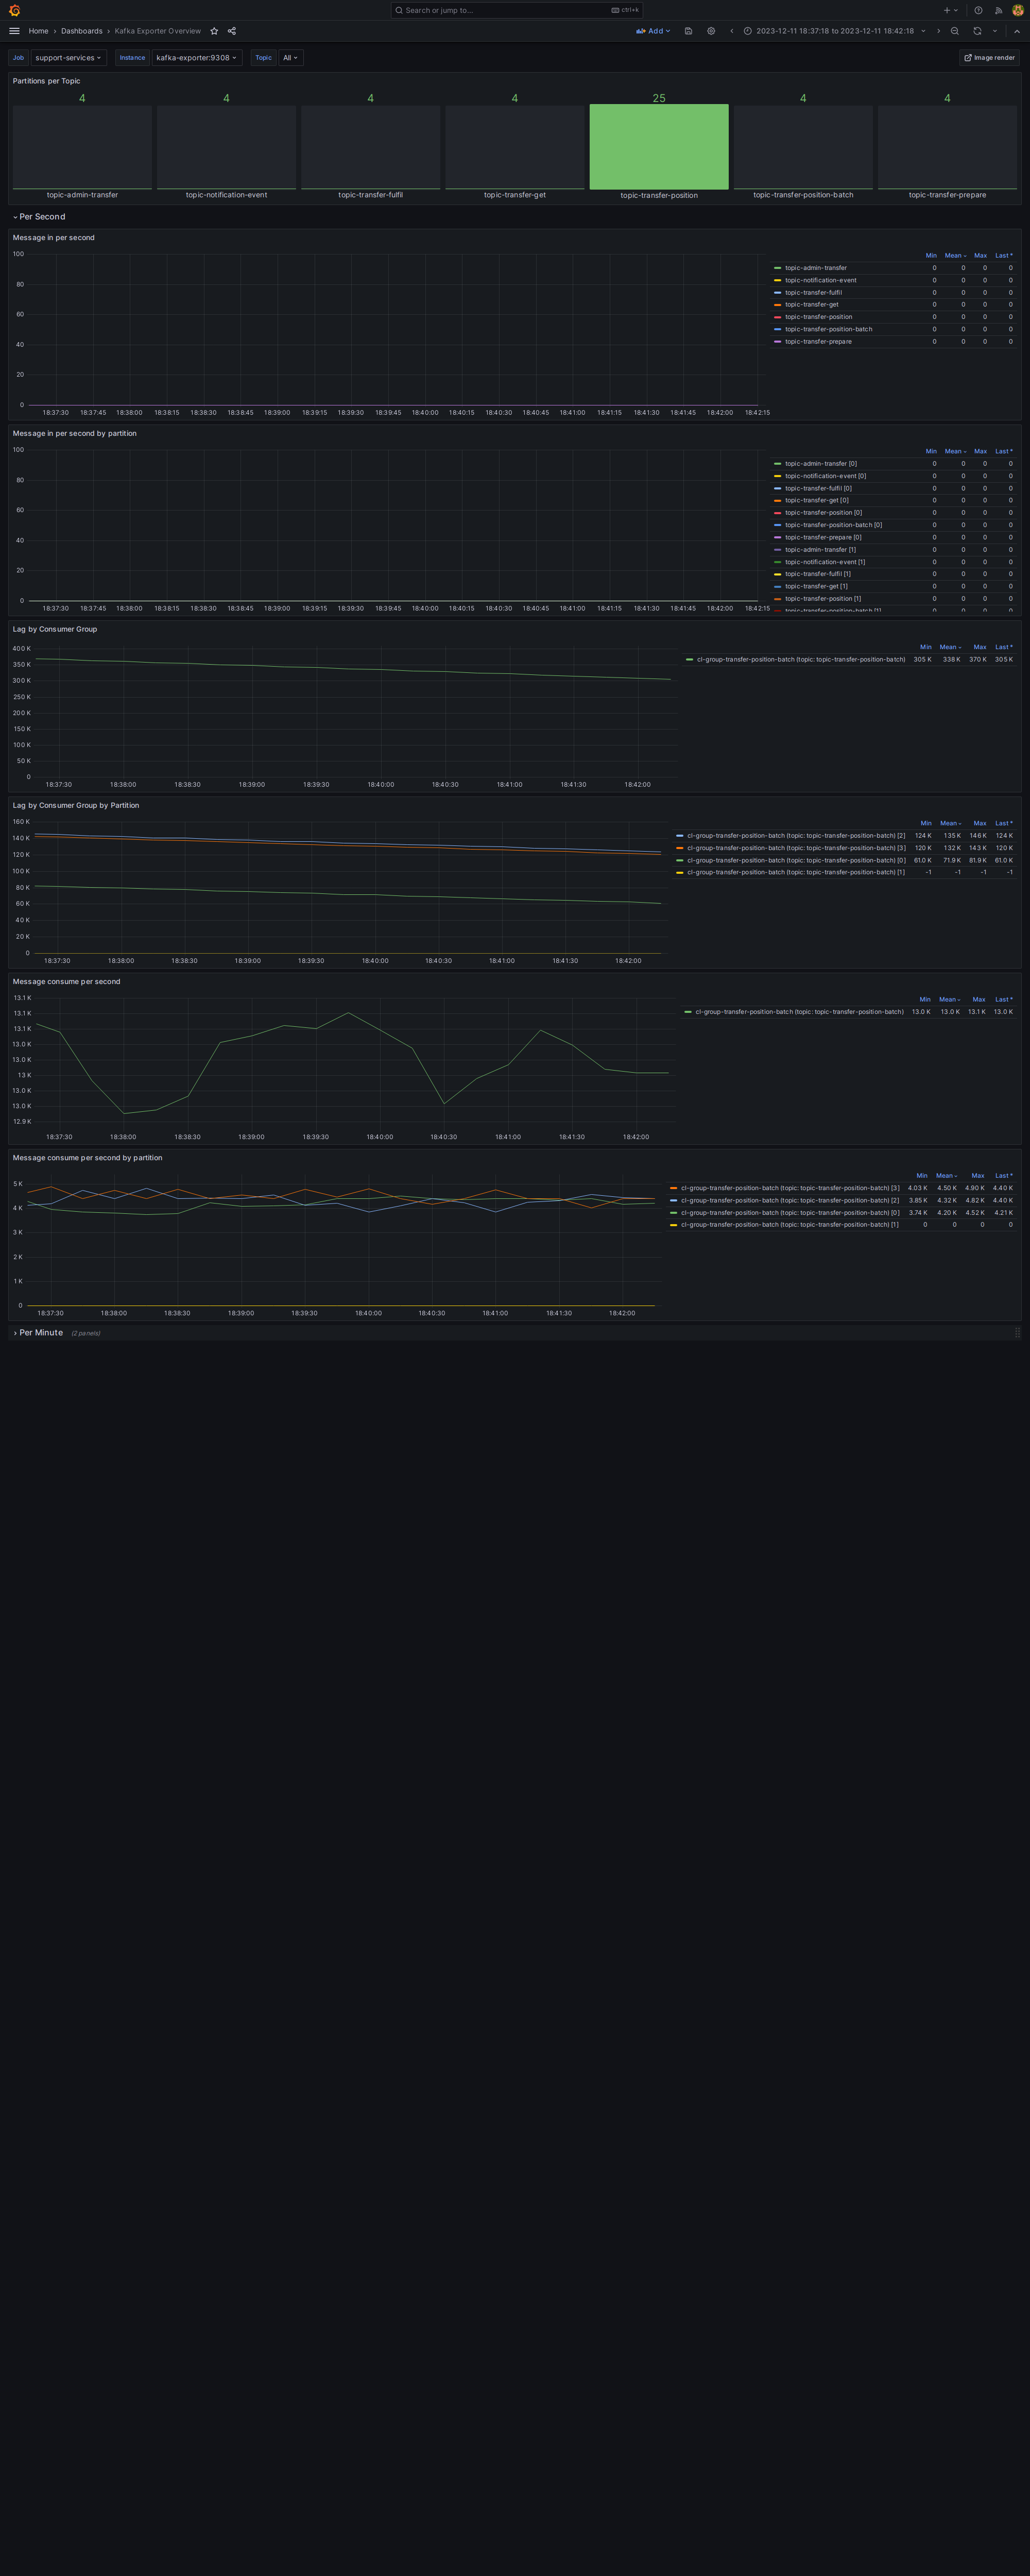 Search or jump to... ctrl+k
Home › Dashboards › Kafka Exporter Overview Add 2023-12-11 18:37:18 to 2023-12-11 18:42:18
Job support-services Instance kafka-exporter:9308 Topic All Image render
Partitions per Topic
4 4 4 4 25 4 4
topic-admin-transfer topic-notification-event topic-transfer-fulfil topic-transfer-get topic-transfer-position topic-transfer-position-batch topic-transfer-prepare
Per Second
Message in per second
Min Mean Max Last *
topic-admin-transfer 0 0 0 0
topic-notification-event 0 0 0 0
topic-transfer-fulfil 0 0 0 0
topic-transfer-get 0 0 0 0
topic-transfer-position 0 0 0 0
topic-transfer-position-batch 0 0 0 0
topic-transfer-prepare 0 0 0 0
100
80
60
40
20
0
18:37:30 18:37:45 18:38:00 18:38:15 18:38:30 18:38:45 18:39:00 18:39:15 18:39:30 18:39:45 18:40:00 18:40:15 18:40:30 18:40:45 18:41:00 18:41:15 18:41:30 18:41:45 18:42:00 18:42:15
Message in per second by partition
Min Mean Max Last *
topic-admin-transfer [0] 0 0 0 0
topic-notification-event [0] 0 0 0 0
topic-transfer-fulfil [0] 0 0 0 0
topic-transfer-get [0] 0 0 0 0
topic-transfer-position [0] 0 0 0 0
topic-transfer-position-batch [0] 0 0 0 0
topic-transfer-prepare [0] 0 0 0 0
topic-admin-transfer [1] 0 0 0 0
topic-notification-event [1] 0 0 0 0
topic-transfer-fulfil [1] 0 0 0 0
topic-transfer-get [1] 0 0 0 0
topic-transfer-position [1] 0 0 0 0
topic-transfer-position-batch [1] 0 0 0 0
100
80
60
40
20
0
18:37:30 18:37:45 18:38:00 18:38:15 18:38:30 18:38:45 18:39:00 18:39:15 18:39:30 18:39:45 18:40:00 18:40:15 18:40:30 18:40:45 18:41:00 18:41:15 18:41:30 18:41:45 18:42:00 18:42:15
Lag by Consumer Group
Min Mean Max Last *
cl-group-transfer-position-batch (topic: topic-transfer-position-batch) 305 K 338 K 370 K 305 K
400 K
350 K
300 K
250 K
200 K
150 K
100 K
50 K
0
18:37:30 18:38:00 18:38:30 18:39:00 18:39:30 18:40:00 18:40:30 18:41:00 18:41:30 18:42:00
Lag by Consumer Group by Partition
Min Mean Max Last *
cl-group-transfer-position-batch (topic: topic-transfer-position-batch) [2] 124 K 135 K 146 K 124 K
cl-group-transfer-position-batch (topic: topic-transfer-position-batch) [3] 120 K 132 K 143 K 120 K
cl-group-transfer-position-batch (topic: topic-transfer-position-batch) [0] 61.0 K 71.9 K 81.9 K 61.0 K
cl-group-transfer-position-batch (topic: topic-transfer-position-batch) [1] -1 -1 -1 -1
160 K
140 K
120 K
100 K
80 K
60 K
40 K
20 K
0
18:37:30 18:38:00 18:38:30 18:39:00 18:39:30 18:40:00 18:40:30 18:41:00 18:41:30 18:42:00
Message consume per second
Min Mean Max Last *
cl-group-transfer-position-batch (topic: topic-transfer-position-batch) 13.0 K 13.0 K 13.1 K 13.0 K
13.1 K
13.1 K
13.1 K
13.0 K
13.0 K
13 K
13.0 K
13.0 K
12.9 K
18:37:30 18:38:00 18:38:30 18:39:00 18:39:30 18:40:00 18:40:30 18:41:00 18:41:30 18:42:00
Message consume per second by partition
Min Mean Max Last *
cl-group-transfer-position-batch (topic: topic-transfer-position-batch) [3] 4.03 K 4.50 K 4.90 K 4.40 K
cl-group-transfer-position-batch (topic: topic-transfer-position-batch) [2] 3.85 K 4.32 K 4.82 K 4.40 K
cl-group-transfer-position-batch (topic: topic-transfer-position-batch) [0] 3.74 K 4.20 K 4.52 K 4.21 K
cl-group-transfer-position-batch (topic: topic-transfer-position-batch) [1] 0 0 0 0
5 K
4 K
3 K
2 K
1 K
0
18:37:30 18:38:00 18:38:30 18:39:00 18:39:30 18:40:00 18:40:30 18:41:00 18:41:30 18:42:00
Per Minute (2 panels)